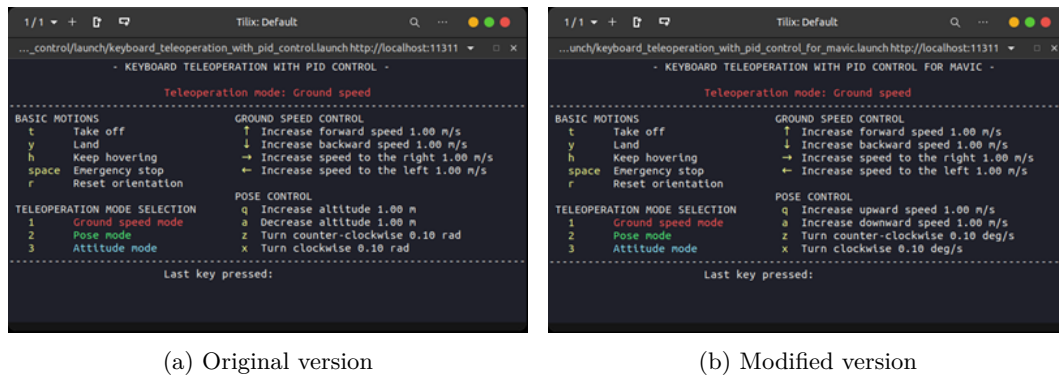 1/1 Tilix: Default
..._control/launch/keyboard_teleoperation_with_pid_control.launch http://localhost:11311
- KEYBOARD TELEOPERATION WITH PID CONTROL -
Teleoperation mode: Ground speed
BASIC MOTIONS GROUND SPEED CONTROL
t Take off ↑ Increase forward speed 1.00 m/s
y Land ↓ Increase backward speed 1.00 m/s
h Keep hovering → Increase speed to the right 1.00 m/s
space Emergency stop ← Increase speed to the left 1.00 m/s
r Reset orientation
POSE CONTROL
TELEOPERATION MODE SELECTION q Increase altitude 1.00 m
1 Ground speed mode a Decrease altitude 1.00 m
2 Pose mode z Turn counter-clockwise 0.10 rad
3 Attitude mode x Turn clockwise 0.10 rad
Last key pressed:
(a) Original version
1/1 Tilix: Default
...unch/keyboard_teleoperation_with_pid_control_for_mavic.launch http://localhost:11311
- KEYBOARD TELEOPERATION WITH PID CONTROL FOR MAVIC -
Teleoperation mode: Ground speed
BASIC MOTIONS GROUND SPEED CONTROL
t Take off ↑ Increase forward speed 1.00 m/s
y Land ↓ Increase backward speed 1.00 m/s
h Keep hovering → Increase speed to the right 1.00 m/s
space Emergency stop ← Increase speed to the left 1.00 m/s
r Reset orientation
POSE CONTROL
TELEOPERATION MODE SELECTION q Increase upward speed 1.00 m/s
1 Ground speed mode a Increase downward speed 1.00 m/s
2 Pose mode z Turn counter-clockwise 0.10 deg/s
3 Attitude mode x Turn clockwise 0.10 deg/s
Last key pressed:
(b) Modified version